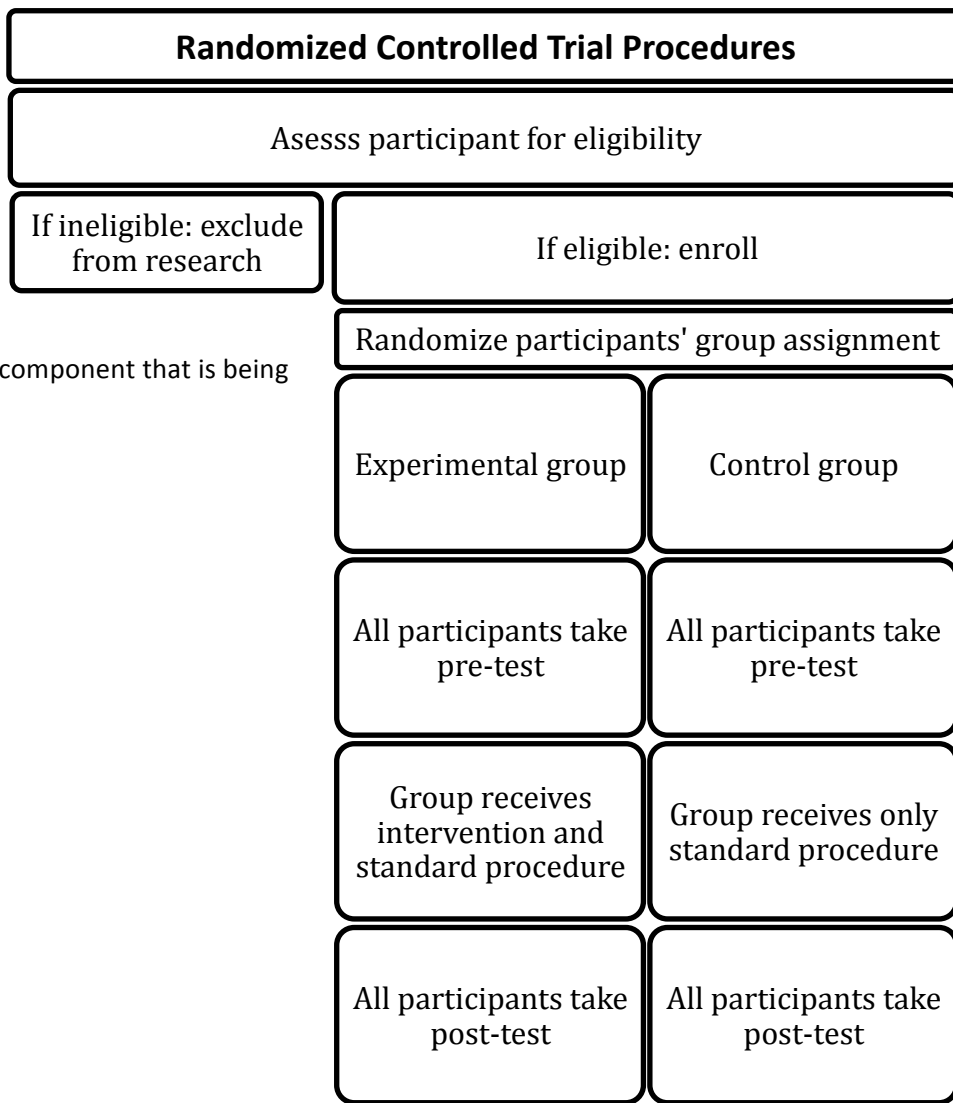 Randomized Controlled Trial Procedures
Asesss participant for eligibility
If ineligible: exclude
from research
If eligible: enroll
Randomize participants' group assignment
component that is being
Experimental group
Control group
All participants take
pre-test
All participants take
pre-test
Group receives
intervention and
standard procedure
Group receives only
standard procedure
All participants take
post-test
All participants take
post-test